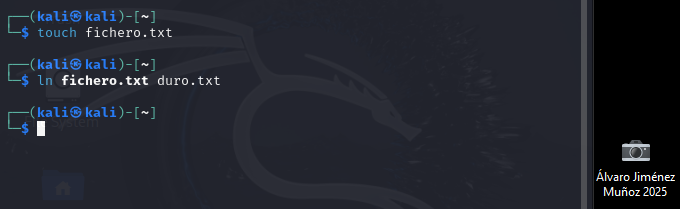 ┌──(kali㉿kali)-[~]
└─$ touch fichero.txt
┌──(kali㉿kali)-[~]
└─$ ln fichero.txt duro.txt
┌──(kali㉿kali)-[~]
└─$
Álvaro Jiménez
Muñoz 2025